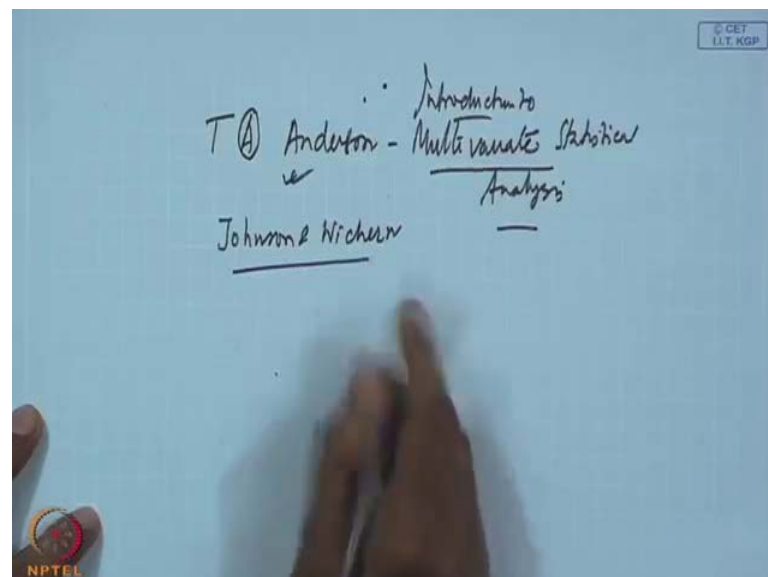 © CET
I.I.T. KGP
Introduction to
T A Anderson - Multivariate Statistical
Analysis
Johnson & Wichern
NPTEL